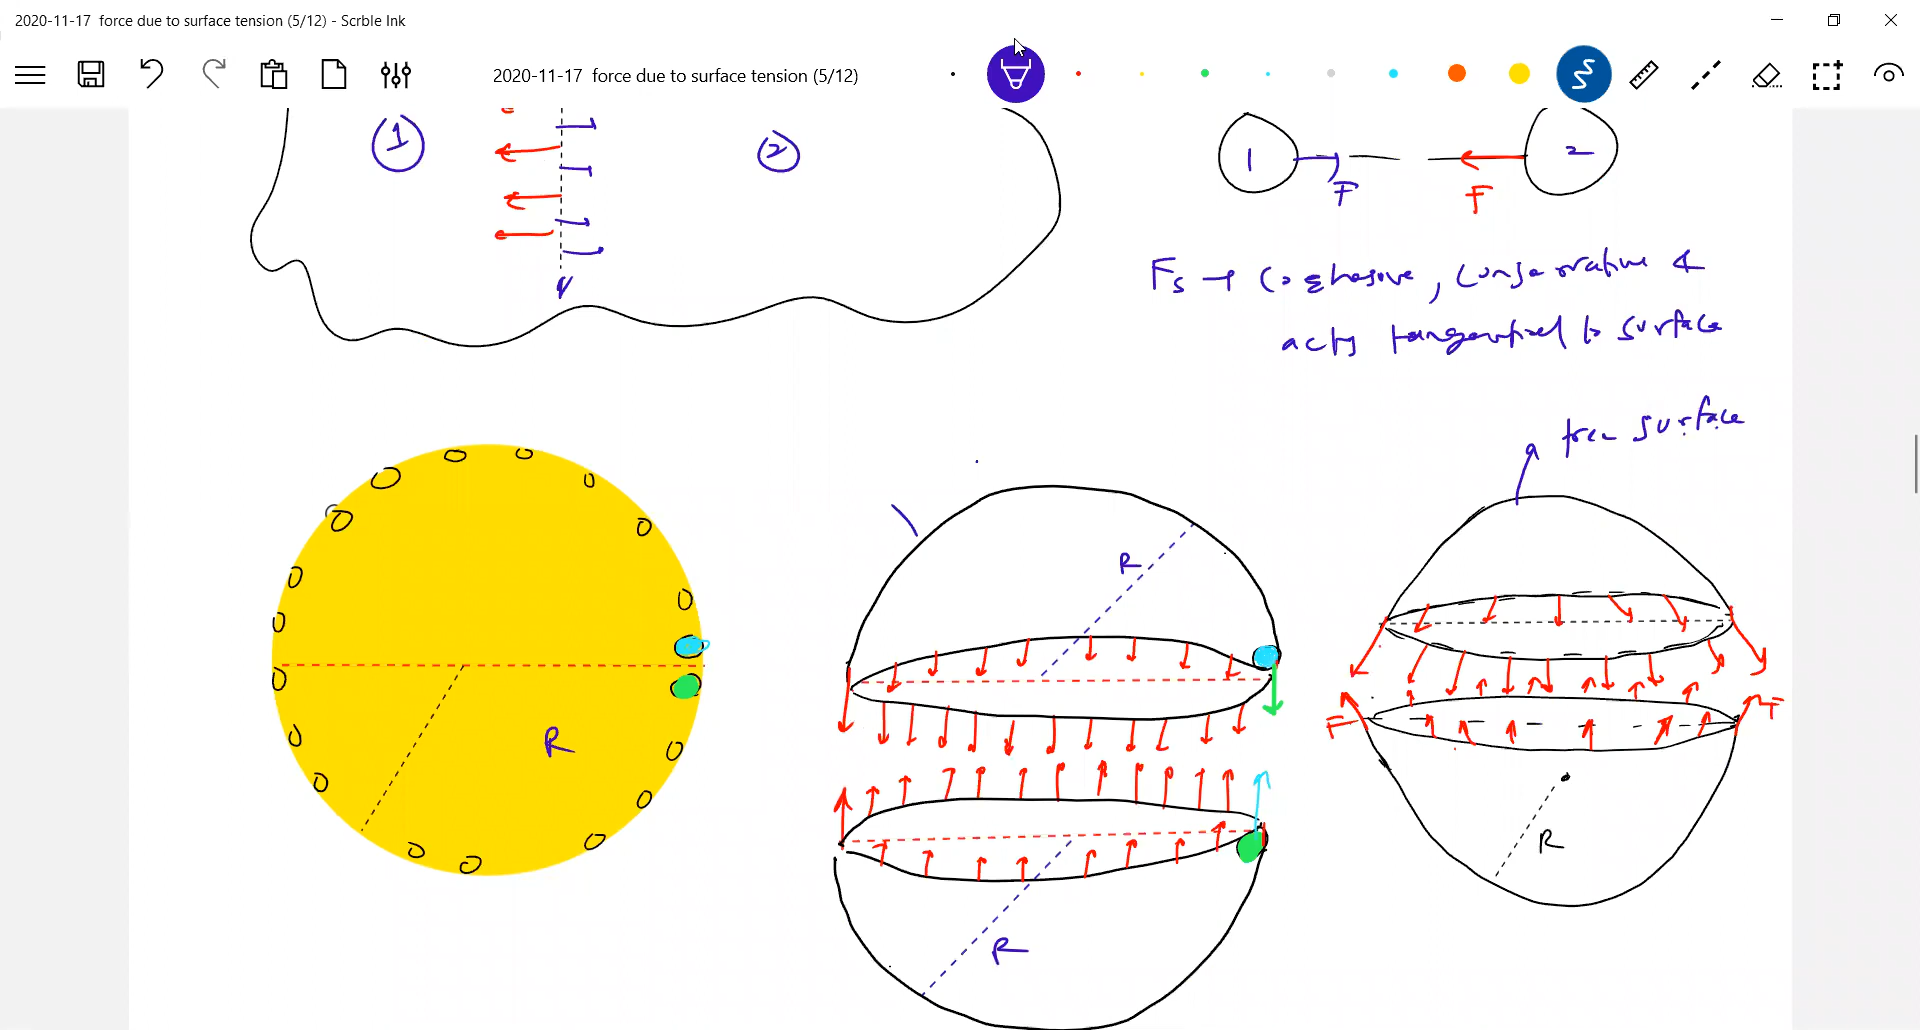 2020-11-17 force due to surface tension (5/12) - Scrble Ink
2020-11-17 force due to surface tension (5/12)
1
2
1
2
F
F
Fs → Cohesive, conservative &
acts tangential to surface
free surface
R
R
F
F
R
R